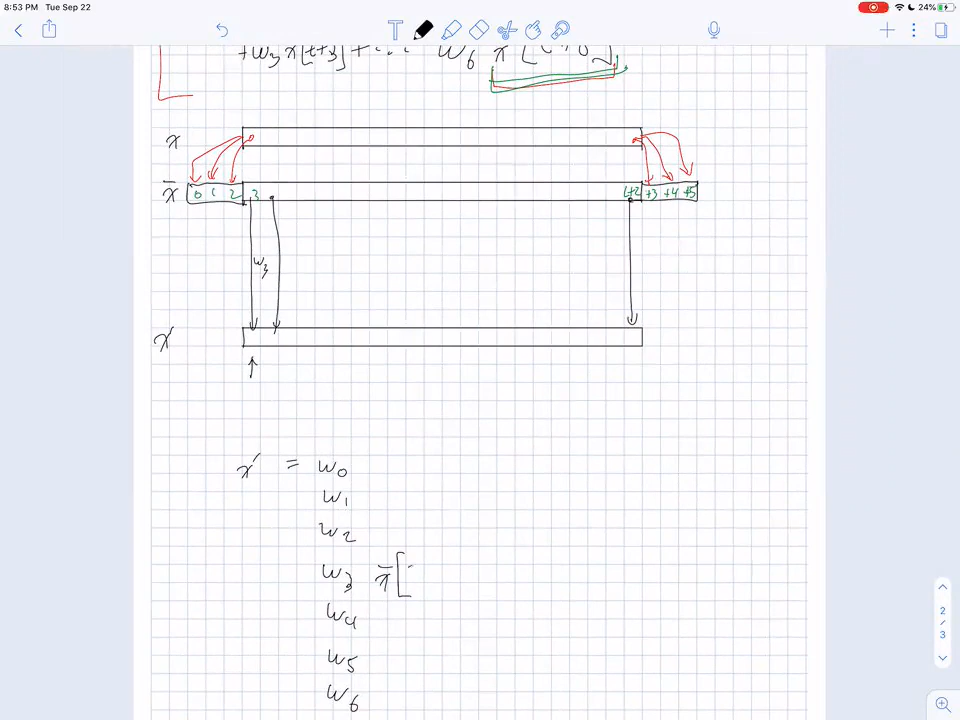 8:53 PM Tue Sep 22 24%
+w₃ x̄[t+3] + ... w₆ x̄[t+6]
x
x̄ 0 1 2 3 L+2 +3 +4 +5
w₃
x′
x′ = w₀
w₁
w₂
w₃ x̄[
w₄
w₅
w₆
2
/
3